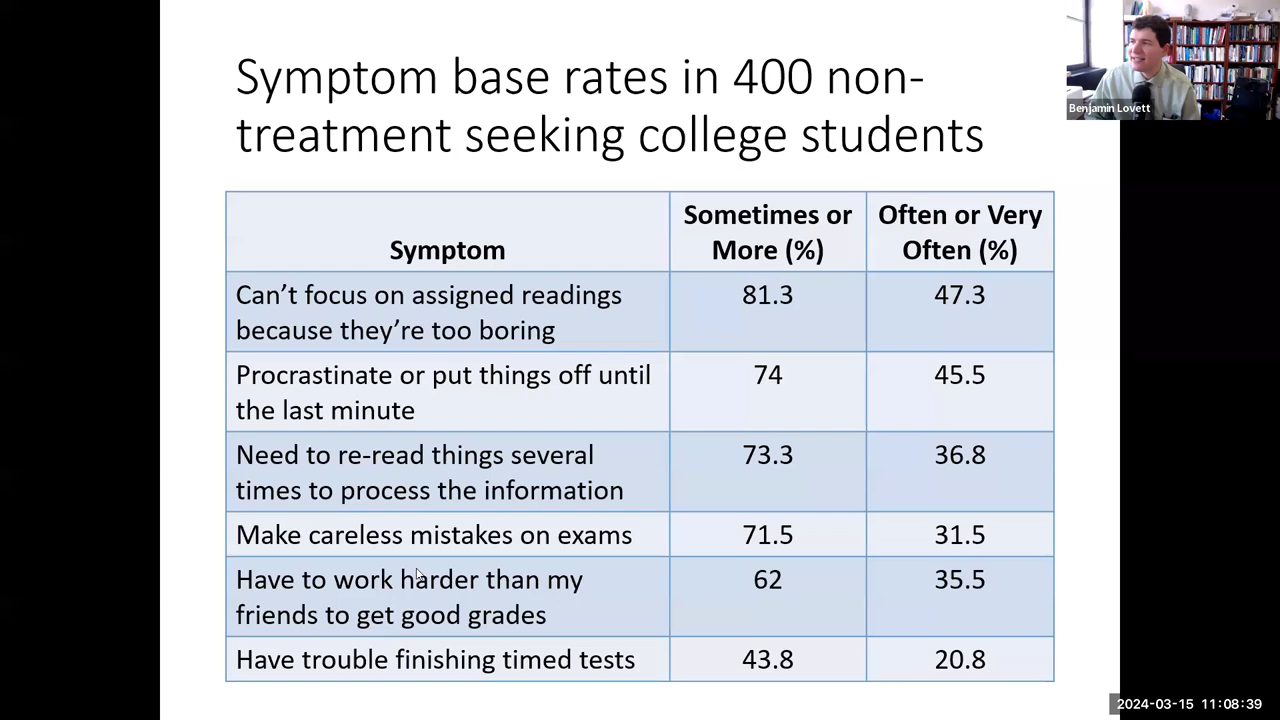 Symptom base rates in 400 non-
treatment seeking college students
Benjamin Lovett
Symptom
Sometimes or
More (%)
Often or Very
Often (%)
Can’t focus on assigned readings
because they’re too boring
81.3
47.3
Procrastinate or put things off until
the last minute
74
45.5
Need to re-read things several
times to process the information
73.3
36.8
Make careless mistakes on exams
71.5
31.5
Have to work harder than my
friends to get good grades
62
35.5
Have trouble finishing timed tests
43.8
20.8
2024-03-15 11:08:39